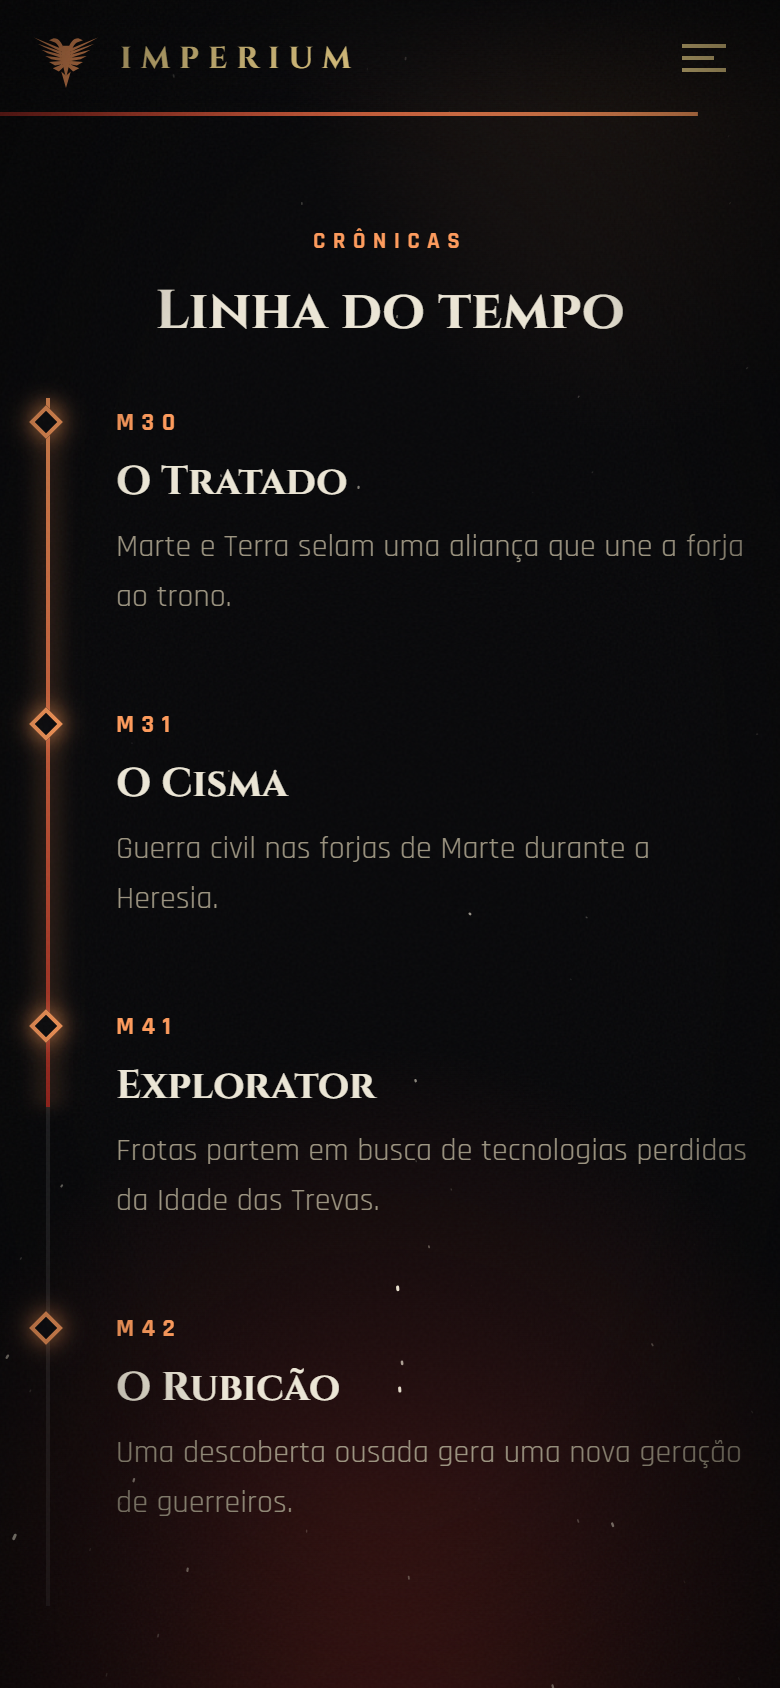 IMPERIUM
CRÔNICAS
LINHA DO TEMPO
M30
O TRATADO
Marte e Terra selam uma aliança que une a forja
ao trono.
M31
O CISMA
Guerra civil nas forjas de Marte durante a
Heresia.
M41
EXPLORATOR
Frotas partem em busca de tecnologias perdidas
da Idade das Trevas.
M42
O RUBICÃO
Uma descoberta ousada gera uma nova geração
de guerreiros.